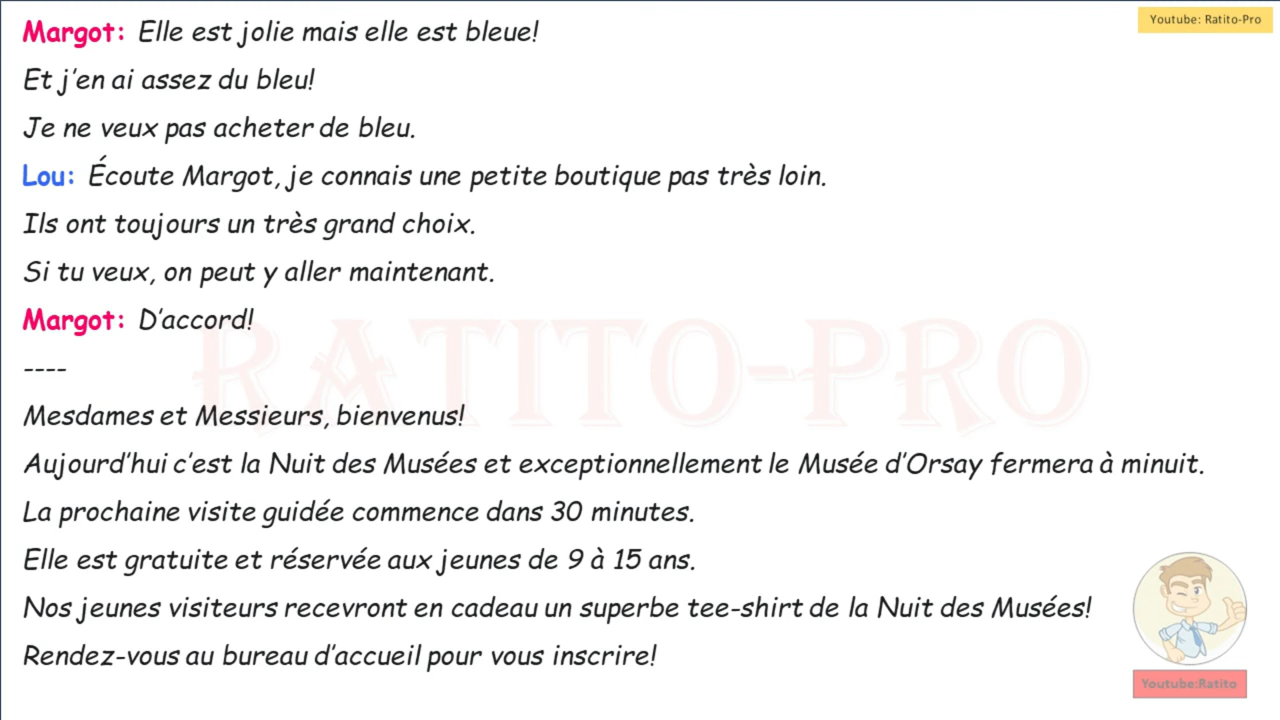 Youtube: Ratito-Pro
Margot: Elle est jolie mais elle est bleue!
Et j'en ai assez du bleu!
Je ne veux pas acheter de bleu.
Lou: Écoute Margot, je connais une petite boutique pas très loin.
Ils ont toujours un très grand choix.
Si tu veux, on peut y aller maintenant.
Margot: D'accord!
RATITO-PRO
----
Mesdames et Messieurs, bienvenus!
Aujourd'hui c'est la Nuit des Musées et exceptionnellement le Musée d'Orsay fermera à minuit.
La prochaine visite guidée commence dans 30 minutes.
Elle est gratuite et réservée aux jeunes de 9 à 15 ans.
Nos jeunes visiteurs recevront en cadeau un superbe tee-shirt de la Nuit des Musées!
Rendez-vous au bureau d'accueil pour vous inscrire!
Youtube:Ratito